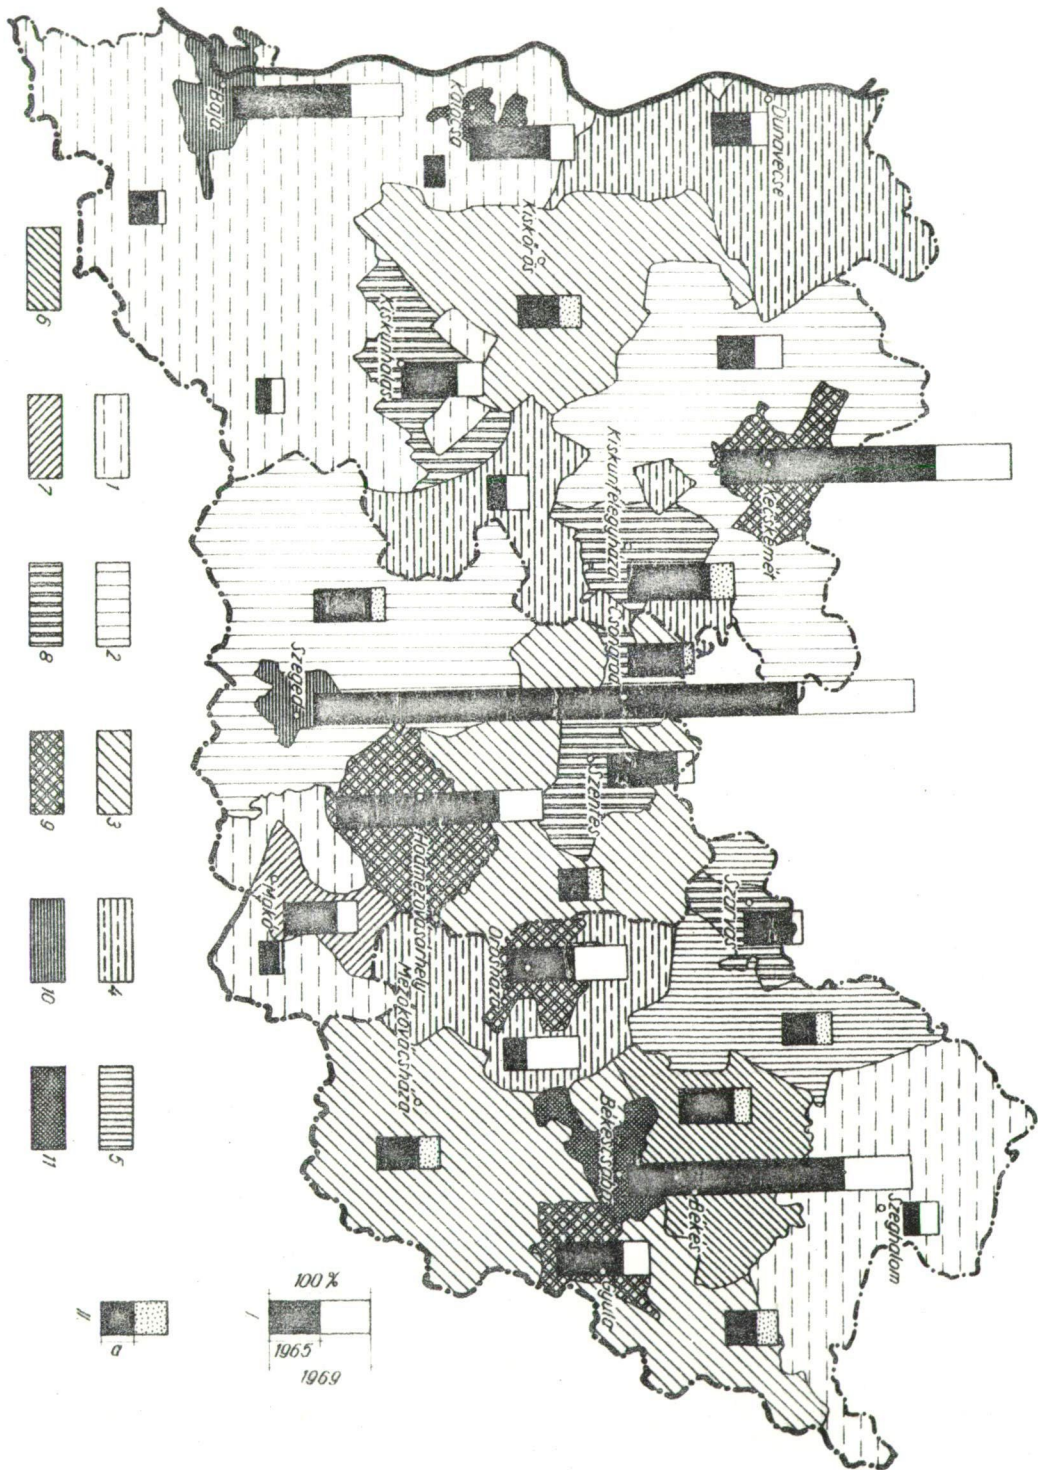 Baja
Kalocsa
Dunavecse
Kiskőrös
Kiskunhalas
Kecskemét
Kiskunfélegyháza
Csongrád
Szeged
Szentes
Hódmezővásárhely
Makó
Szarvas
Orosháza
Mezőkovácsháza
Békéscsaba
Békés
Szeghalom
Gyula
1
2
3
4
5
6
7
8
9
10
11
100 %
I
1965
1969
II.
a